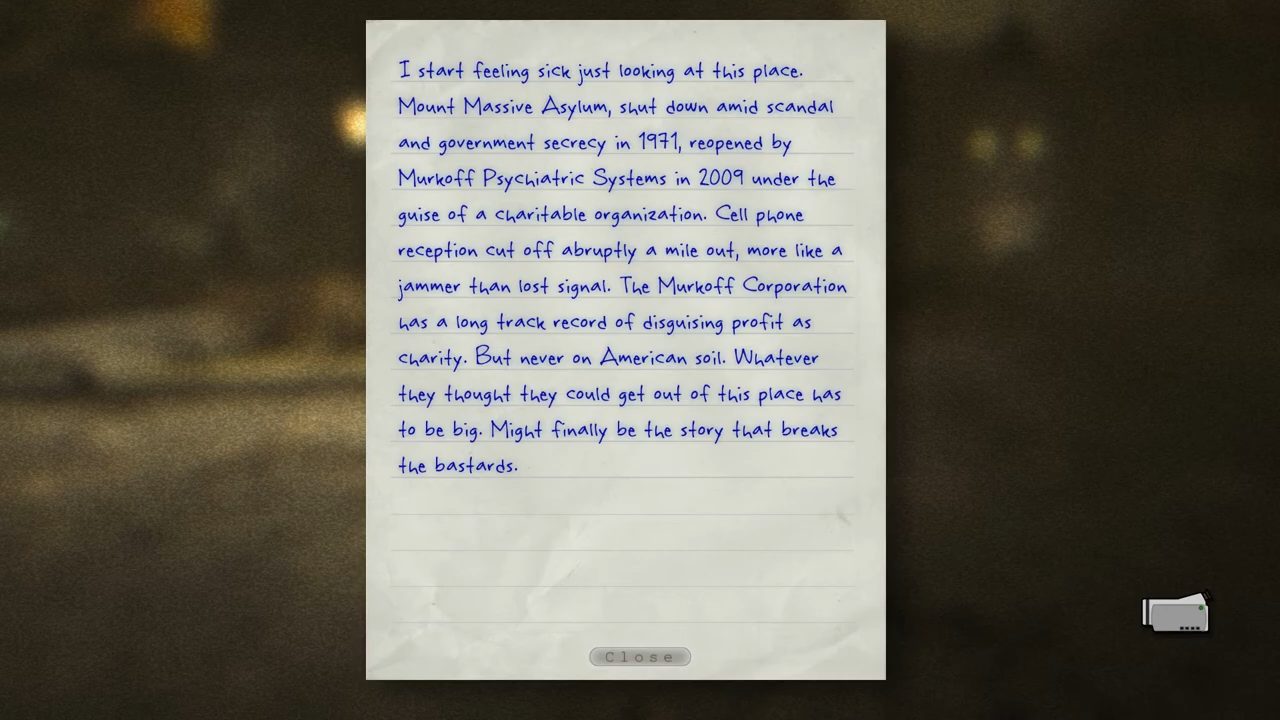 I start feeling sick just looking at this place.
Mount Massive Asylum, shut down amid scandal
and government secrecy in 1971, reopened by
Murkoff Psychiatric Systems in 2009 under the
guise of a charitable organization. Cell phone
reception cut off abruptly a mile out, more like a
jammer than lost signal. The Murkoff Corporation
has a long track record of disguising profit as
charity. But never on American soil. Whatever
they thought they could get out of this place has
to be big. Might finally be the story that breaks
the bastards.
Close